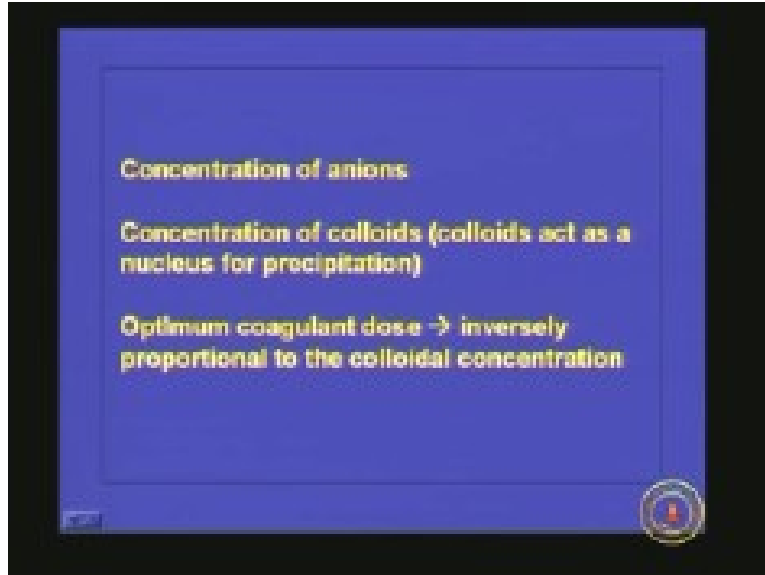 Concentration of anions
Concentration of colloids (colloids act as a
nucleus for precipitation)
Optimum coagulant dose → inversely
proportional to the colloidal concentration